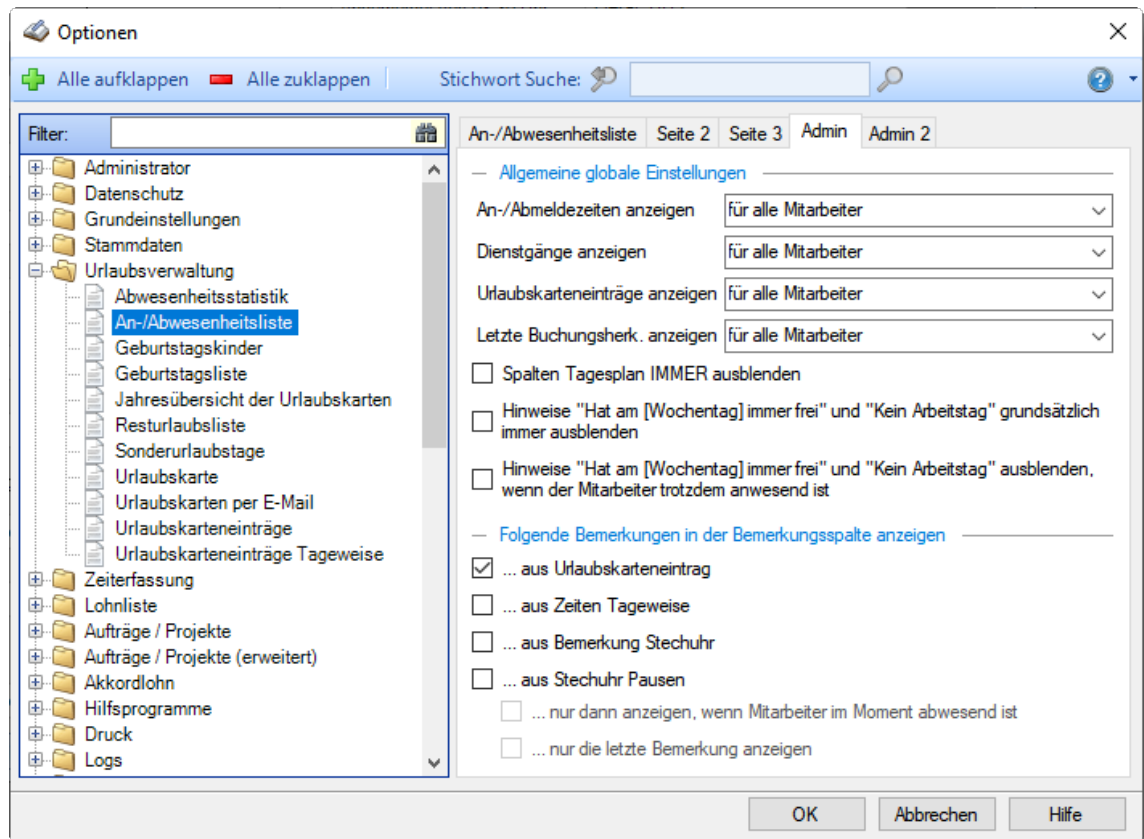 Optionen
Alle aufklappen
Alle zuklappen
Stichwort Suche:
Filter:
Administrator
Datenschutz
Grundeinstellungen
Stammdaten
Urlaubsverwaltung
Abwesenheitsstatistik
An-/Abwesenheitsliste
Geburtstagskinder
Geburtstagsliste
Jahresübersicht der Urlaubskarten
Resturlaubsliste
Sonderurlaubstage
Urlaubskarte
Urlaubskarten per E-Mail
Urlaubskarteneinträge
Urlaubskarteneinträge Tageweise
Zeiterfassung
Lohnliste
Aufträge / Projekte
Aufträge / Projekte (erweitert)
Akkordlohn
Hilfsprogramme
Druck
Logs
An-/Abwesenheitsliste Seite 2 Seite 3 Admin Admin 2
Allgemeine globale Einstellungen
An-/Abmeldezeiten anzeigen für alle Mitarbeiter
Dienstgänge anzeigen für alle Mitarbeiter
Urlaubskarteneinträge anzeigen für alle Mitarbeiter
Letzte Buchungsherk. anzeigen für alle Mitarbeiter
Spalten Tagesplan IMMER ausblenden
Hinweise "Hat am [Wochentag] immer frei" und "Kein Arbeitstag" grundsätzlich
immer ausblenden
Hinweise "Hat am [Wochentag] immer frei" und "Kein Arbeitstag" ausblenden,
wenn der Mitarbeiter trotzdem anwesend ist
Folgende Bemerkungen in der Bemerkungsspalte anzeigen
... aus Urlaubskarteneintrag
... aus Zeiten Tageweise
... aus Bemerkung Stechuhr
... aus Stechuhr Pausen
... nur dann anzeigen, wenn Mitarbeiter im Moment abwesend ist
... nur die letzte Bemerkung anzeigen
OK Abbrechen Hilfe